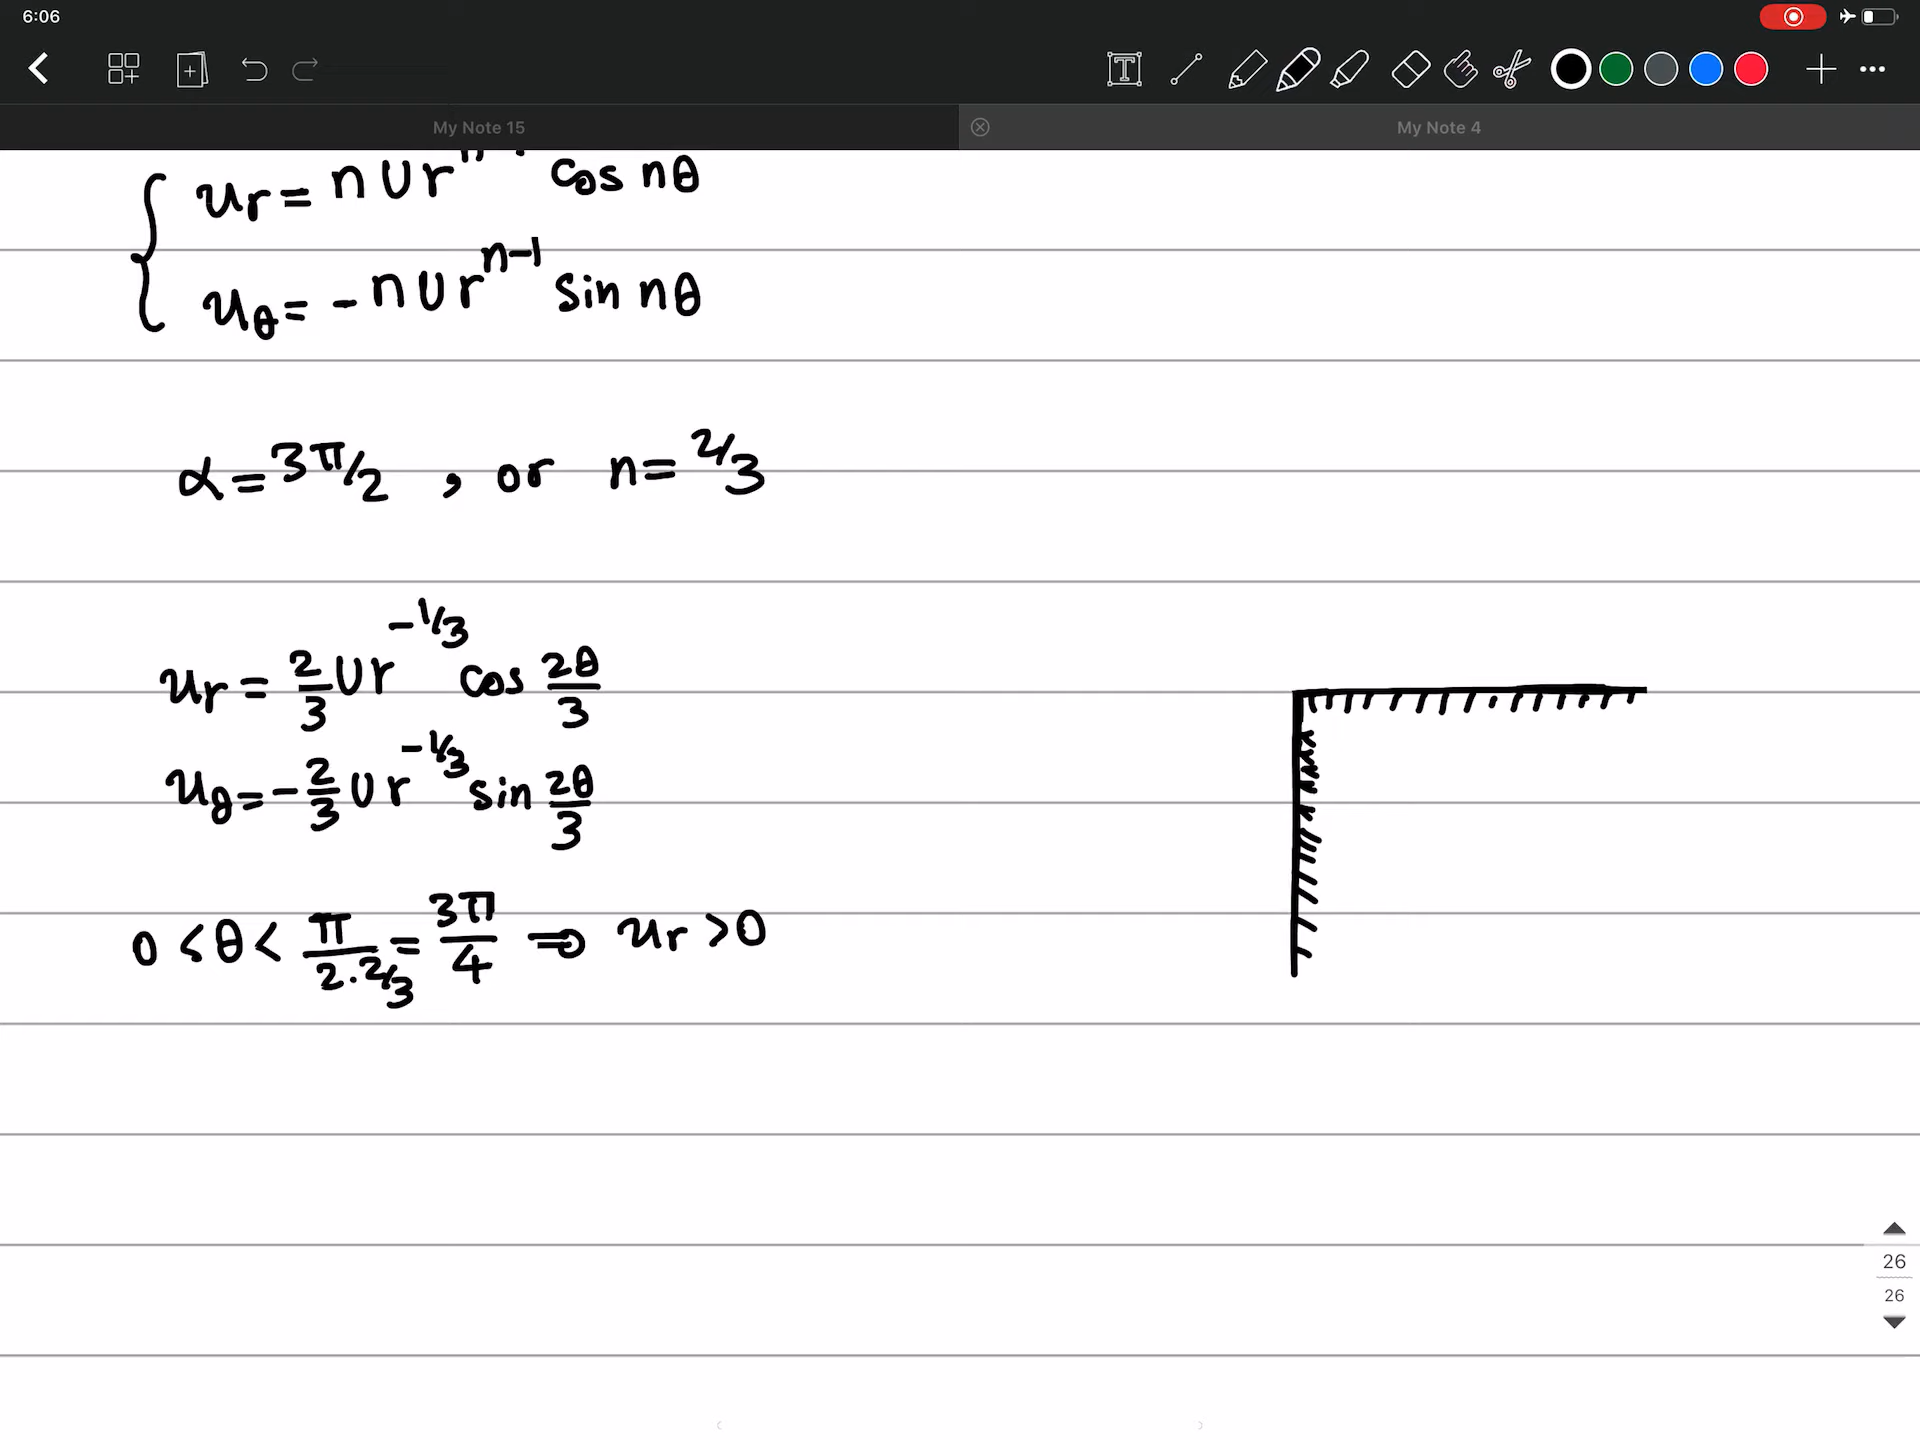 6:06
My Note 15
My Note 4
u_r = n U r^{n-1} cos nθ
u_θ = - n U r^{n-1} sin nθ
α = 3π/2 , or n = 2/3
u_r = 2/3 U r^{-1/3} cos 2θ/3
u_θ = - 2/3 U r^{-1/3} sin 2θ/3
0 < θ < π/(2 · 2/3) = 3π/4 ⇒ u_r > 0
26
26